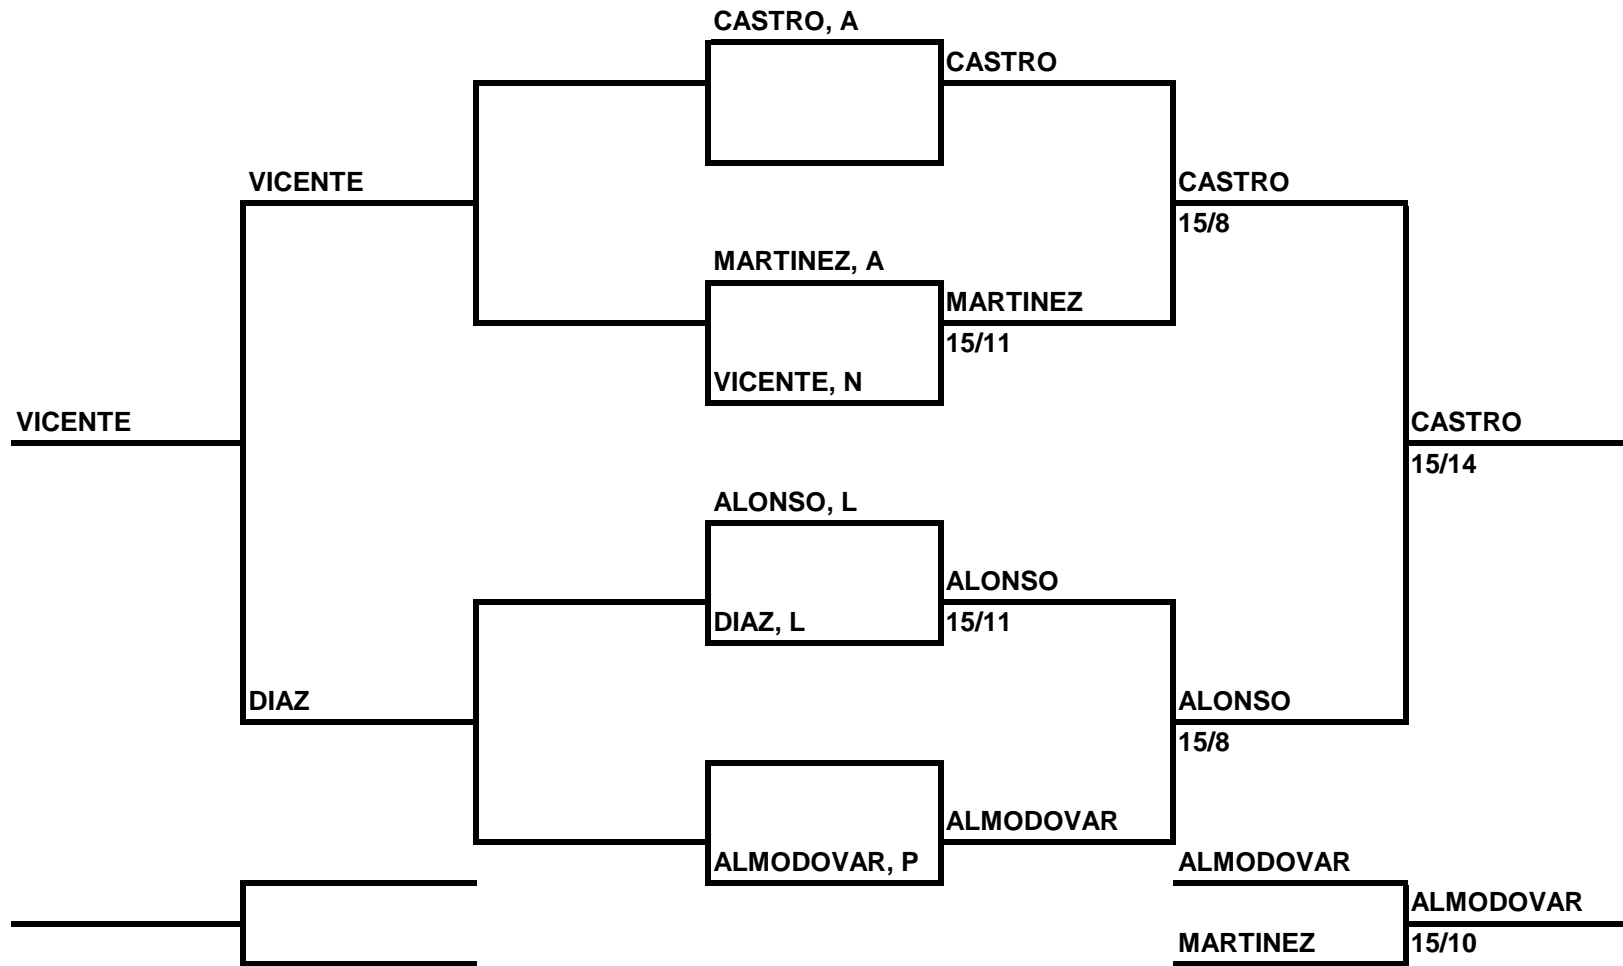 CASTRO, A
CASTRO
VICENTE
CASTRO
15/8
MARTINEZ, A
MARTINEZ
15/11
VICENTE, N
VICENTE
CASTRO
15/14
ALONSO, L
ALONSO
DIAZ, L
15/11
DIAZ
ALONSO
15/8
ALMODOVAR
ALMODOVAR, P
ALMODOVAR
ALMODOVAR
MARTINEZ
15/10